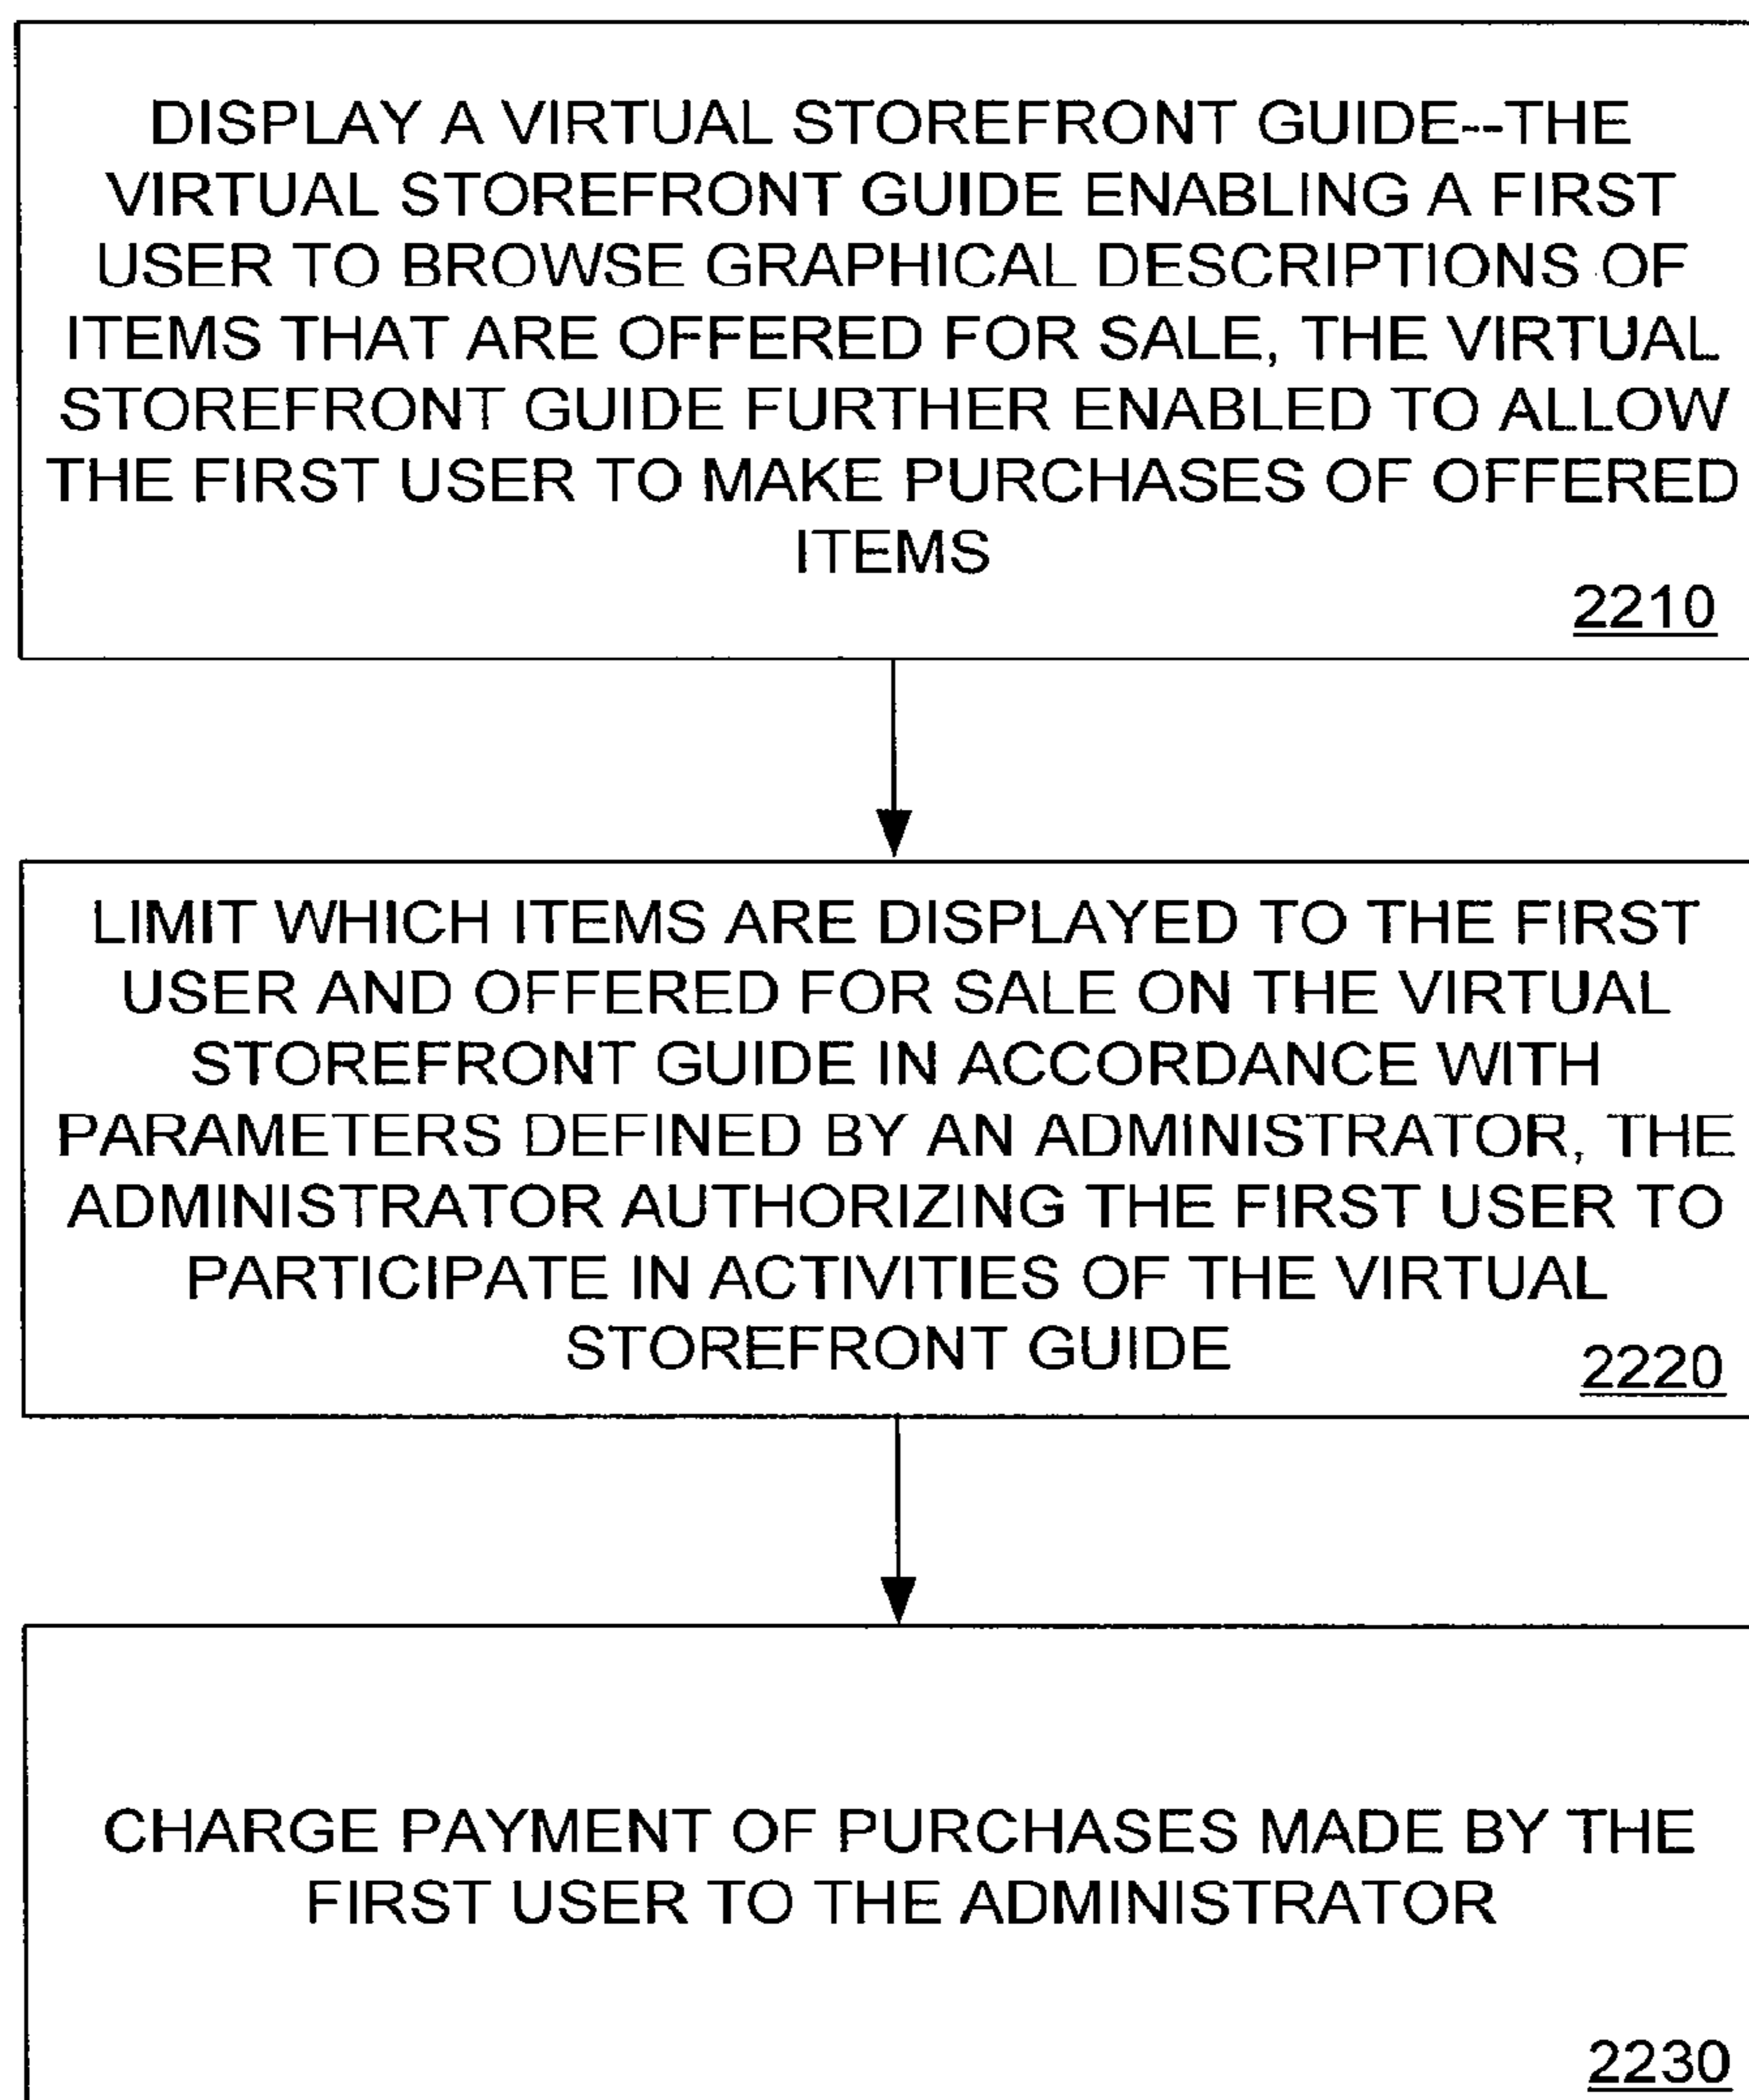 DISPLAY A VIRTUAL STOREFRONT GUIDE--THE
VIRTUAL STOREFRONT GUIDE ENABLING A FIRST
USER TO BROWSE GRAPHICAL DESCRIPTIONS OF
ITEMS THAT ARE OFFERED FOR SALE, THE VIRTUAL
STOREFRONT GUIDE FURTHER ENABLED TO ALLOW
THE FIRST USER TO MAKE PURCHASES OF OFFERED
ITEMS
2210
LIMIT WHICH ITEMS ARE DISPLAYED TO THE FIRST
USER AND OFFERED FOR SALE ON THE VIRTUAL
STOREFRONT GUIDE IN ACCORDANCE WITH
PARAMETERS DEFINED BY AN ADMINISTRATOR, THE
ADMINISTRATOR AUTHORIZING THE FIRST USER TO
PARTICIPATE IN ACTIVITIES OF THE VIRTUAL
STOREFRONT GUIDE
2220
CHARGE PAYMENT OF PURCHASES MADE BY THE
FIRST USER TO THE ADMINISTRATOR
2230